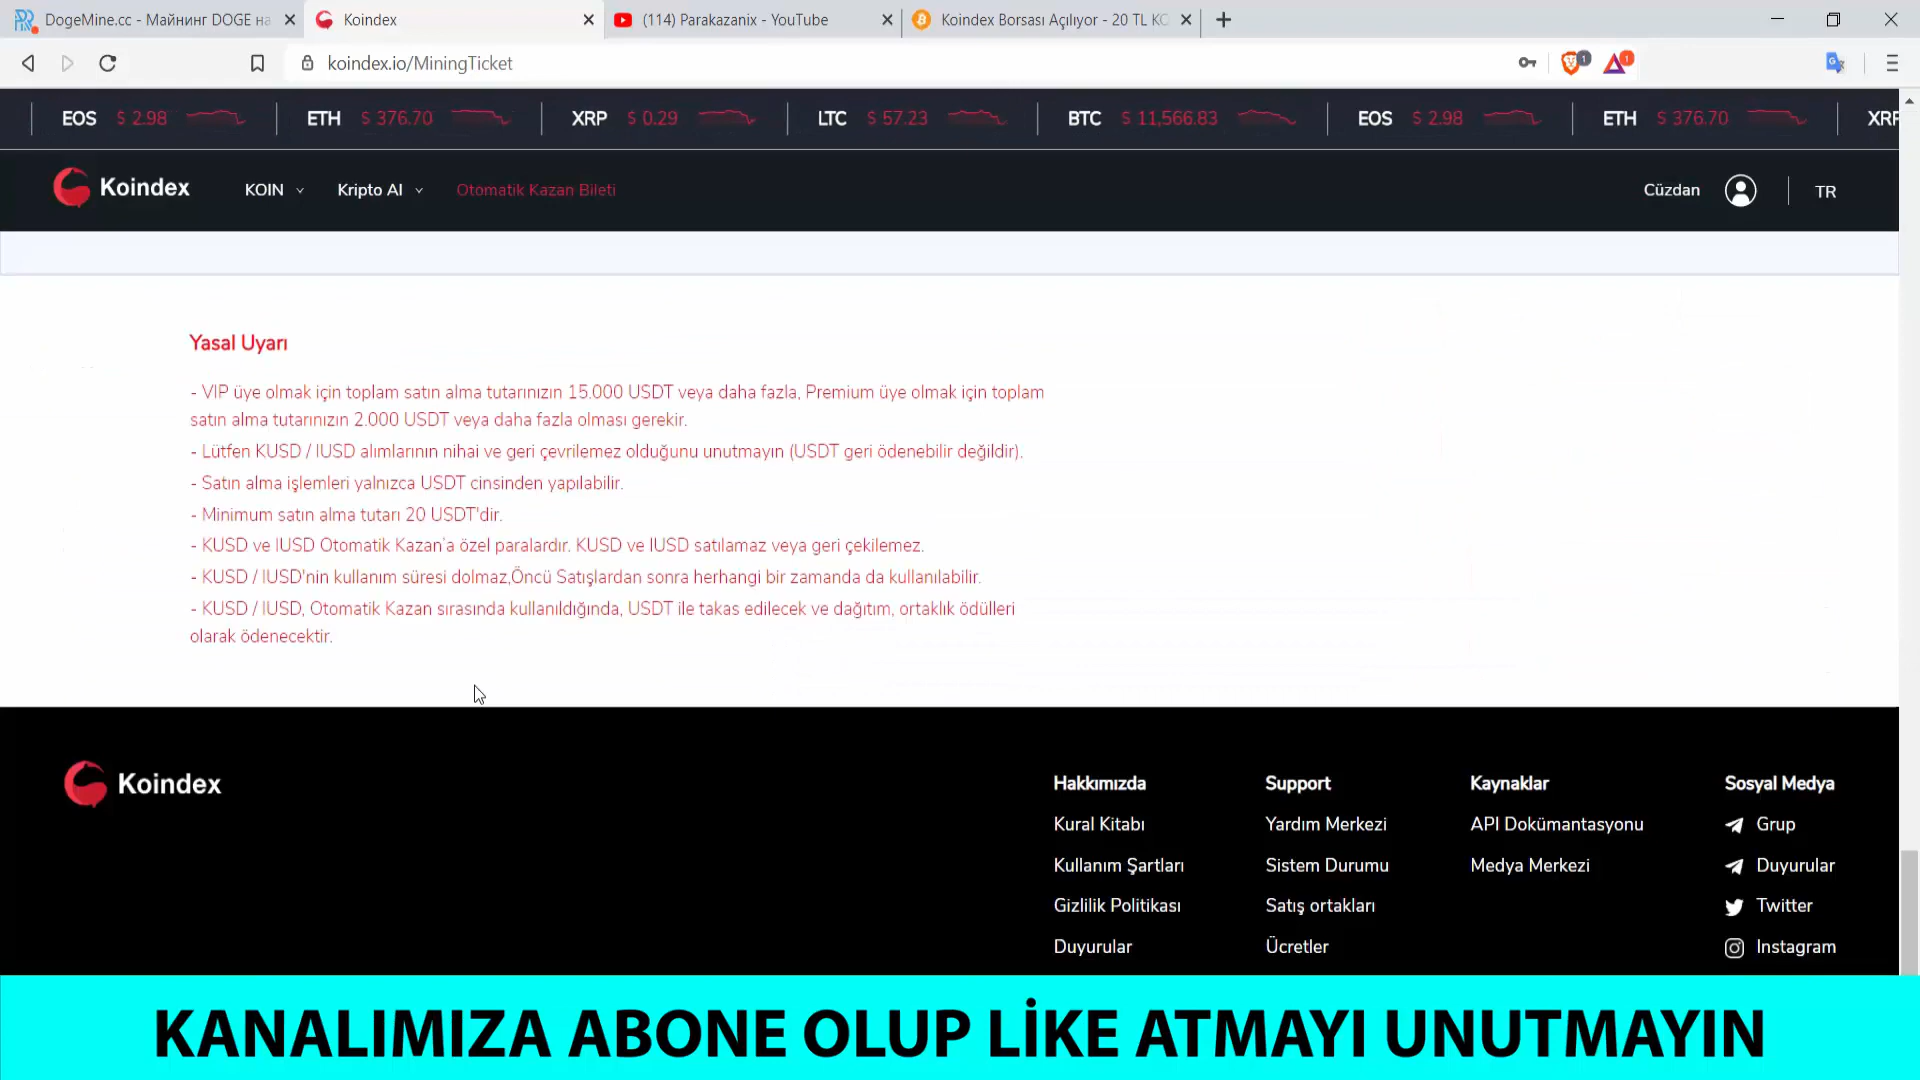 DogeMine.cc - Майнинг DOGE на
Koindex
(114) Parakazanix - YouTube
Koindex Borsası Açılıyor - 20 TL KO
koindex.io/MiningTicket
1
1
EOS $ 2.98
ETH $ 376.70
XRP $ 0.29
LTC $ 57.23
BTC $ 11,566.83
EOS $ 2.98
ETH $ 376.70
XRP
Koindex
KOIN
Kripto AI
Otomatik Kazan Bileti
Cüzdan
TR
Yasal Uyarı
- VIP üye olmak için toplam satın alma tutarınızın 15.000 USDT veya daha fazla, Premium üye olmak için toplam
satın alma tutarınızın 2.000 USDT veya daha fazla olması gerekir.
- Lütfen KUSD / IUSD alımlarının nihai ve geri çevrilemez olduğunu unutmayın (USDT geri ödenebilir değildir).
- Satın alma işlemleri yalnızca USDT cinsinden yapılabilir.
- Minimum satın alma tutarı 20 USDT'dir.
- KUSD ve IUSD Otomatik Kazan'a özel paralardır. KUSD ve IUSD satılamaz veya geri çekilemez.
- KUSD / IUSD'nin kullanım süresi dolmaz,Öncü Satışlardan sonra herhangi bir zamanda da kullanılabilir.
- KUSD / IUSD, Otomatik Kazan sırasında kullanıldığında, USDT ile takas edilecek ve dağıtım, ortaklık ödülleri
olarak ödenecektir.
Koindex
Hakkımızda
Kural Kitabı
Kullanım Şartları
Gizlilik Politikası
Duyurular
Support
Yardım Merkezi
Sistem Durumu
Satış ortakları
Ücretler
Kaynaklar
API Dokümantasyonu
Medya Merkezi
Sosyal Medya
Grup
Duyurular
Twitter
Instagram
KANALIMIZA ABONE OLUP LİKE ATMAYI UNUTMAYIN